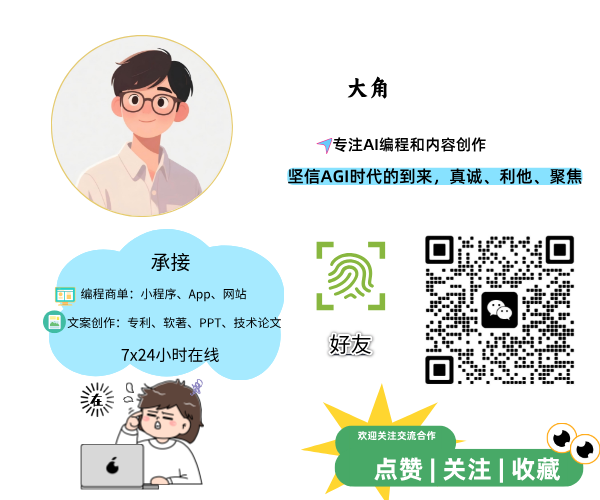 大角
专注AI编程和内容创作
坚信AGI时代的到来，真诚、利他、聚焦
承接
编程商单：小程序、App、网站
文案创作：专利、软著、PPT、技术论文
7x24小时在线
好友
在
欢迎关注交流合作
点赞 | 关注 | 收藏